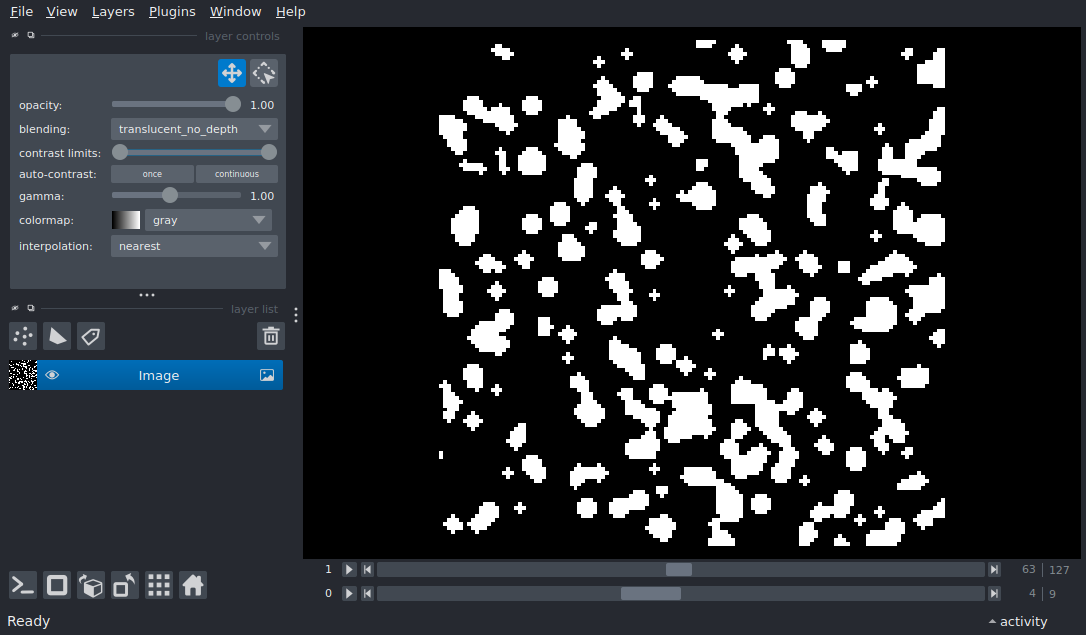 File View Layers Plugins Window Help
layer controls
opacity: 1.00
blending: translucent_no_depth
contrast limits:
auto-contrast: once continuous
gamma: 1.00
colormap: gray
interpolation: nearest
layer list
Image
1 63 127
0 4 9
Ready activity